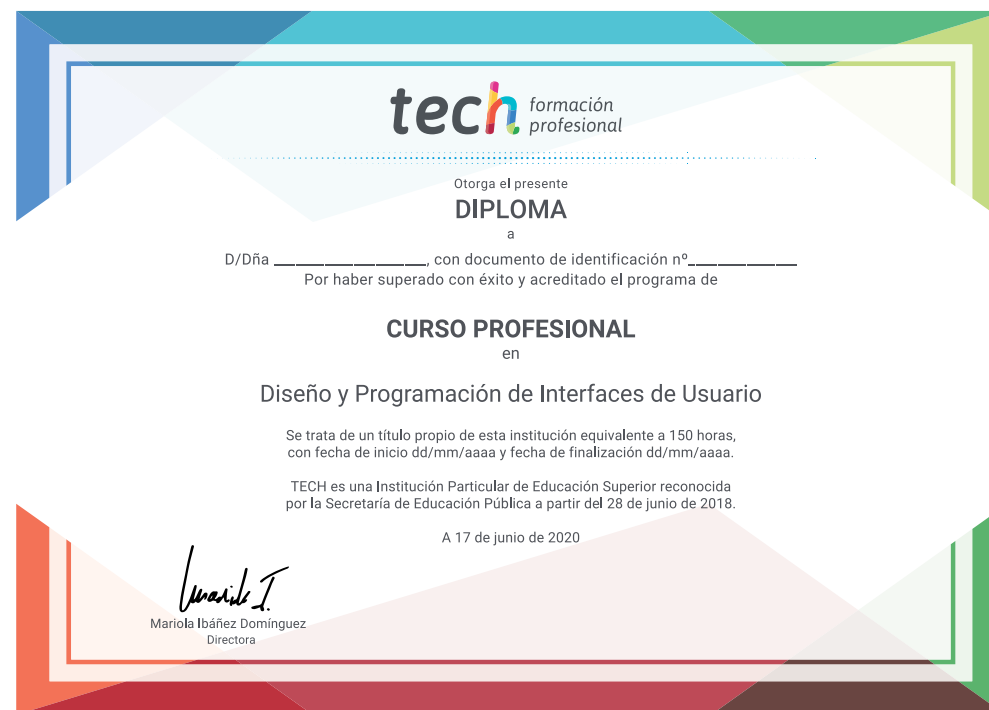 tech formación
profesional
Otorga el presente
DIPLOMA
a
D/Dña ______________, con documento de identificación nº__________
Por haber superado con éxito y acreditado el programa de
CURSO PROFESIONAL
en
Diseño y Programación de Interfaces de Usuario
Se trata de un título propio de esta institución equivalente a 150 horas,
con fecha de inicio dd/mm/aaaa y fecha de finalización dd/mm/aaaa.
TECH es una Institución Particular de Educación Superior reconocida
por la Secretaría de Educación Pública a partir del 28 de junio de 2018.
A 17 de junio de 2020
Mariola Ibáñez Domínguez
Directora